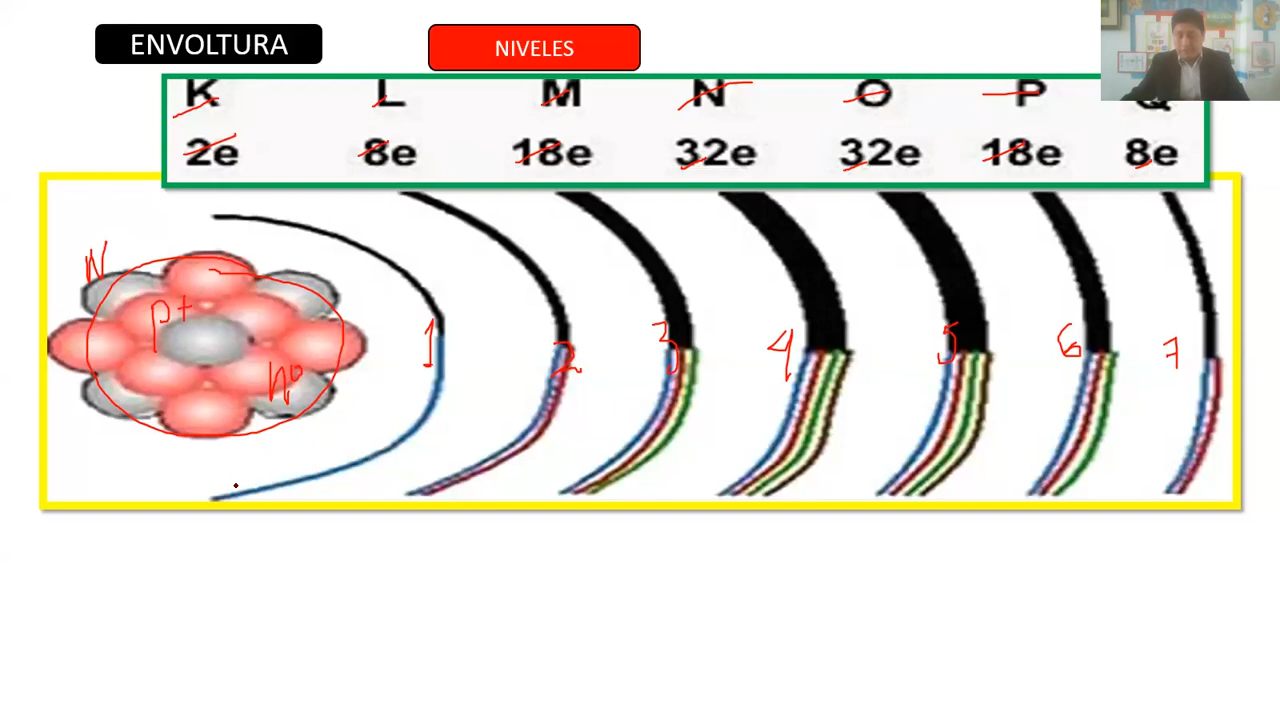 ENVOLTURA
NIVELES
K L M N O P Q
2e 8e 18e 32e 32e 18e 8e
N
p+
n°
1 2 3 4 5 6 7